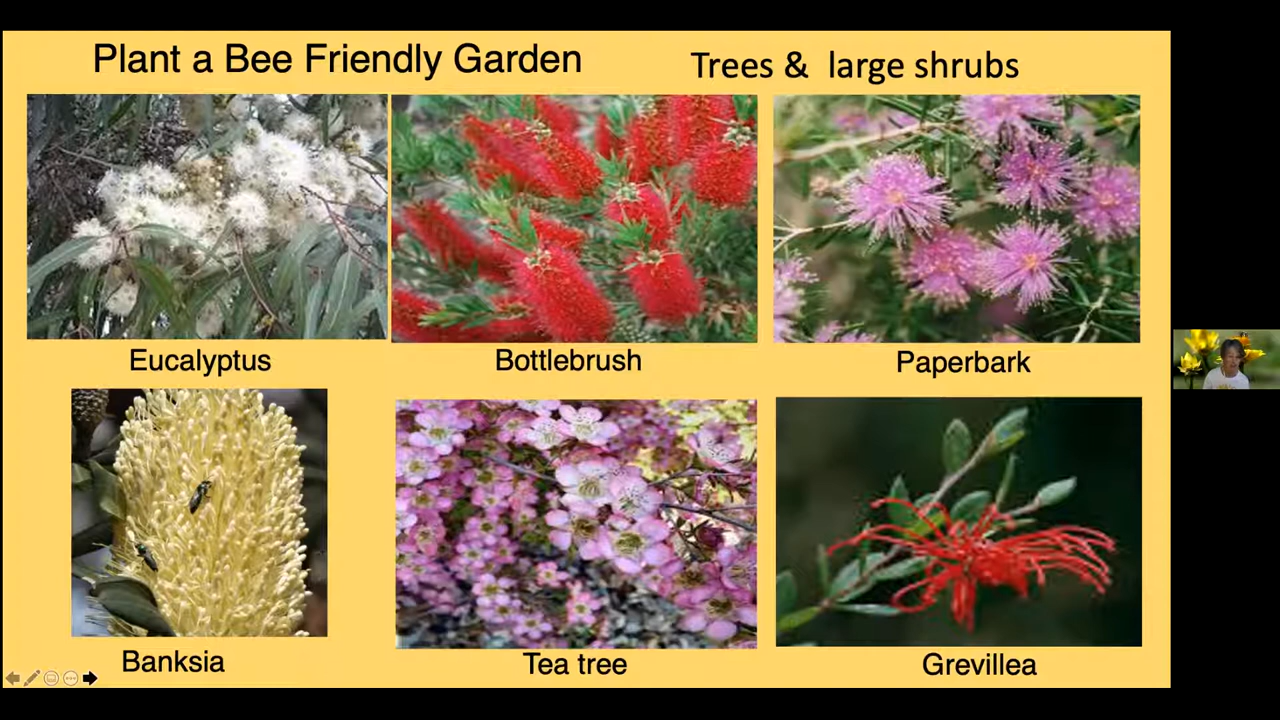 Plant a Bee Friendly Garden
Trees & large shrubs
Eucalyptus
Bottlebrush
Paperbark
Banksia
Tea tree
Grevillea